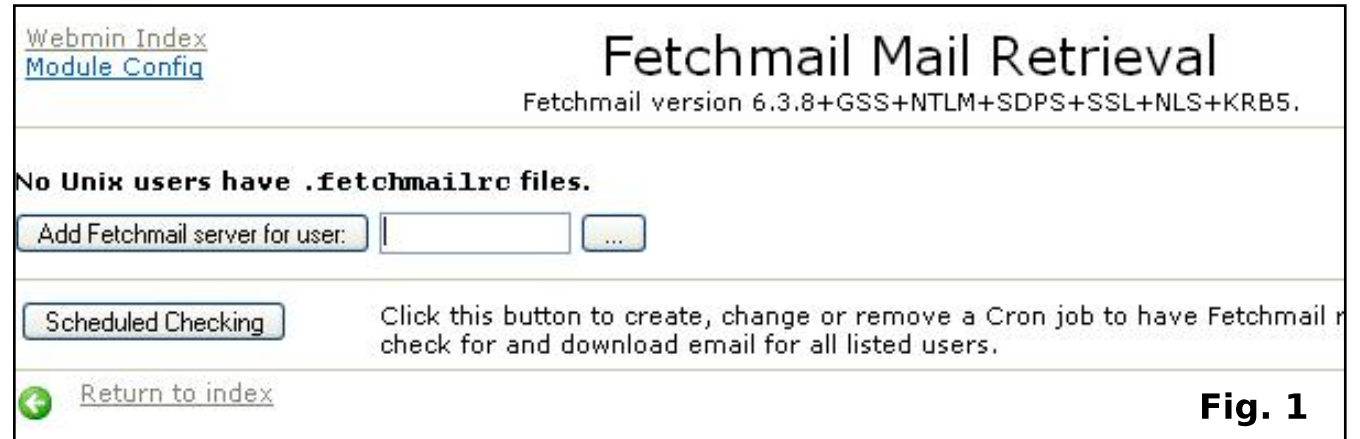 Webmin Index
Module Config
Fetchmail Mail Retrieval
Fetchmail version 6.3.8+GSS+NTLM+SDPS+SSL+NLS+KRB5.
No Unix users have .fetchmailrc files.
Add Fetchmail server for user:
...
Scheduled Checking
Click this button to create, change or remove a Cron job to have Fetchmail
check for and download email for all listed users.
Return to index
Fig. 1